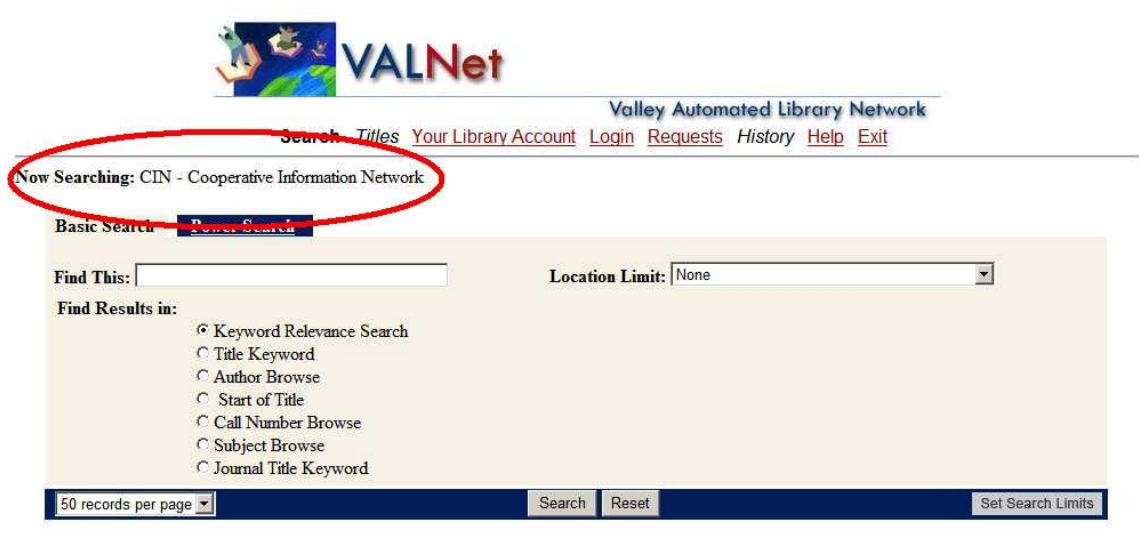 VALNet
Valley Automated Library Network
Search Titles Your Library Account Login Requests History Help Exit
Now Searching: CIN - Cooperative Information Network
Basic Search Power Search
Find This: Location Limit: None
Find Results in:
Keyword Relevance Search
Title Keyword
Author Browse
Start of Title
Call Number Browse
Subject Browse
Journal Title Keyword
50 records per page Search Reset Set Search Limits